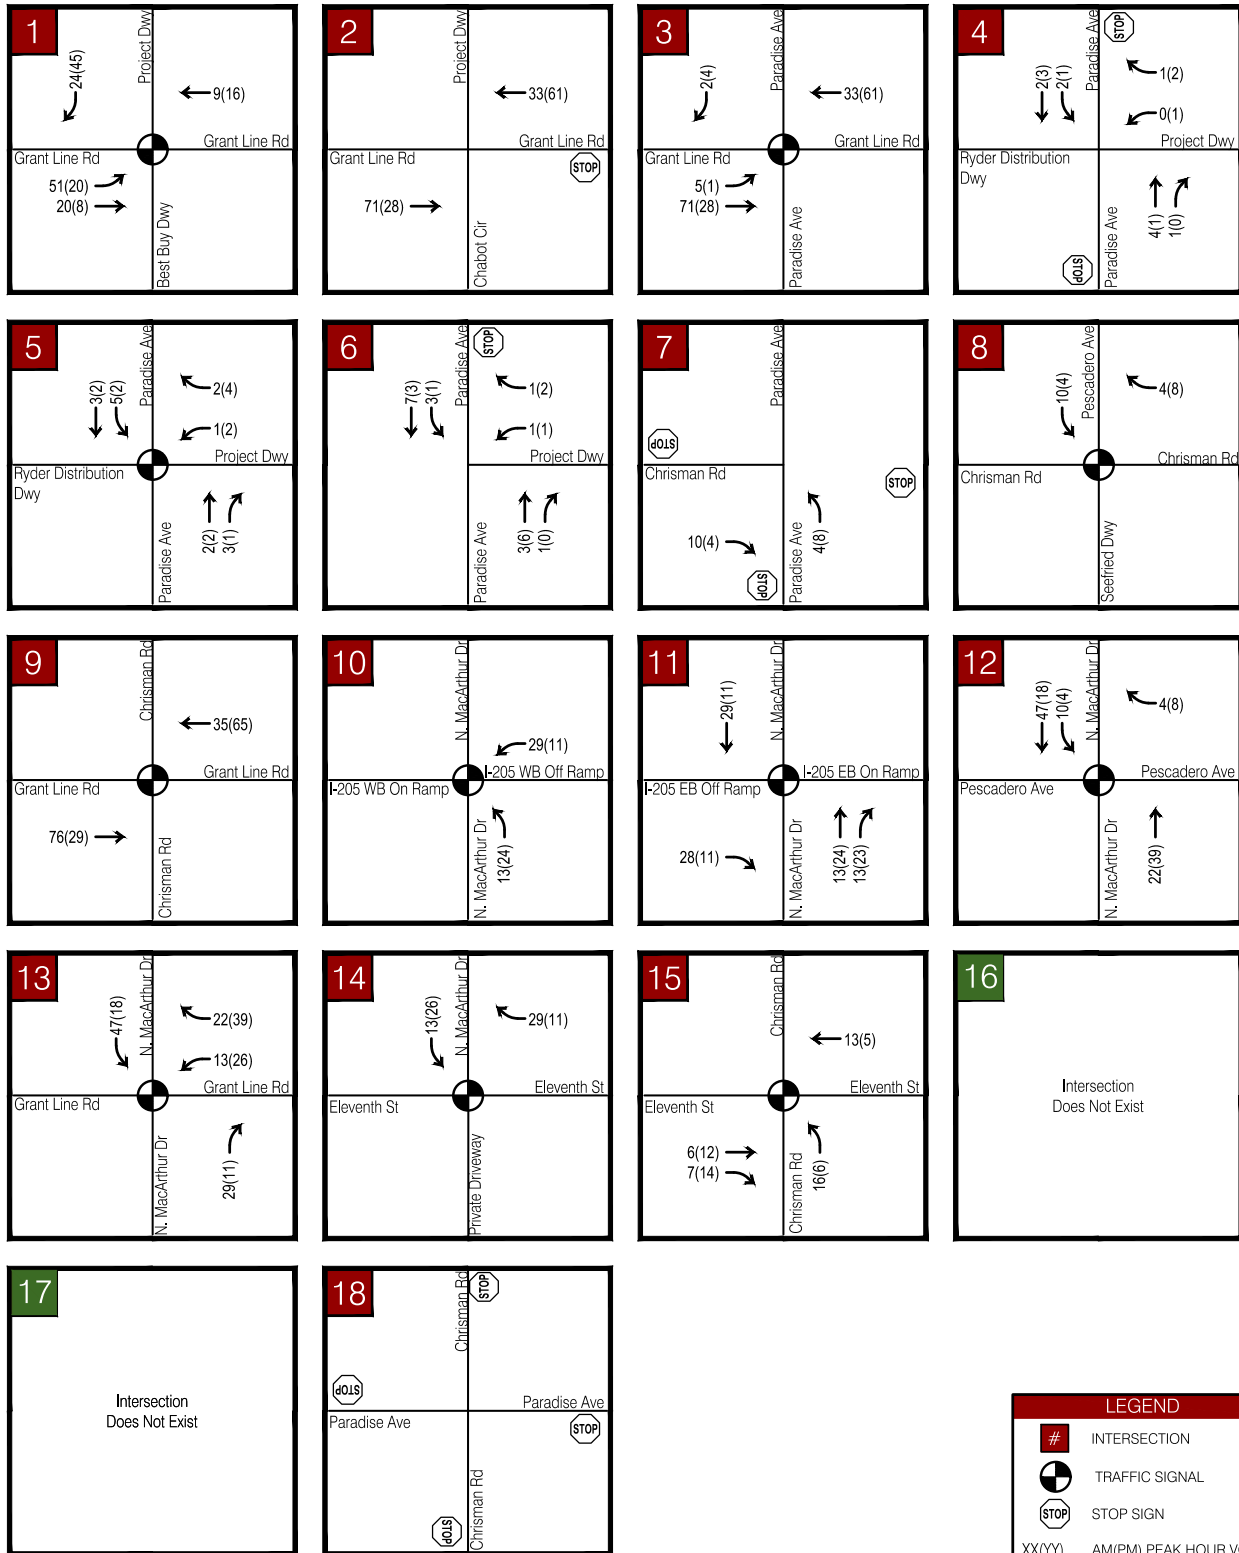 1
Project Dwy
24(45)
9(16)
Grant Line Rd
Grant Line Rd
51(20)
20(8)
Best Buy Dwy
2
Project Dwy
33(61)
Grant Line Rd
Grant Line Rd
STOP
71(28)
Chabot Cir
3
Paradise Ave
2(4)
33(61)
Grant Line Rd
Grant Line Rd
5(1)
71(28)
Paradise Ave
4
Paradise Ave
STOP
2(3)
2(1)
1(2)
0(1)
Project Dwy
Ryder Distribution
Dwy
4(1)
1(0)
STOP
Paradise Ave
5
Paradise Ave
3(2)
5(2)
2(4)
1(2)
Project Dwy
Ryder Distribution
Dwy
2(2)
3(1)
Paradise Ave
6
Paradise Ave
STOP
7(3)
3(1)
1(2)
1(1)
Project Dwy
3(6)
1(0)
Paradise Ave
7
Paradise Ave
STOP
Chrisman Rd
STOP
10(4)
4(8)
STOP
Paradise Ave
8
Pescadero Ave
10(4)
4(8)
Chrisman Rd
Chrisman Rd
Seefried Dwy
9
Chrisman Rd
35(65)
Grant Line Rd
Grant Line Rd
76(29)
Chrisman Rd
10
N. MacArthur Dr
29(11)
I-205 WB Off Ramp
I-205 WB On Ramp
13(24)
N. MacArthur Dr
11
N. MacArthur Dr
29(11)
I-205 EB On Ramp
I-205 EB Off Ramp
28(11)
13(24)
13(23)
N. MacArthur Dr
12
N. MacArthur Dr
47(18)
10(4)
4(8)
Pescadero Ave
Pescadero Ave
22(39)
N. MacArthur Dr
13
N. MacArthur Dr
47(18)
22(39)
13(26)
Grant Line Rd
Grant Line Rd
29(11)
N. MacArthur Dr
14
N. MacArthur Dr
13(26)
29(11)
Eleventh St
Eleventh St
Private Driveway
15
Chrisman Rd
13(5)
Eleventh St
Eleventh St
6(12)
7(14)
16(6)
Chrisman Rd
16
Intersection
Does Not Exist
17
Intersection
Does Not Exist
18
Chrisman Rd
STOP
STOP
Paradise Ave
Paradise Ave
STOP
STOP
Chrisman Rd
LEGEND
# INTERSECTION
TRAFFIC SIGNAL
STOP STOP SIGN
XX(YY) AM(PM) PEAK HOUR